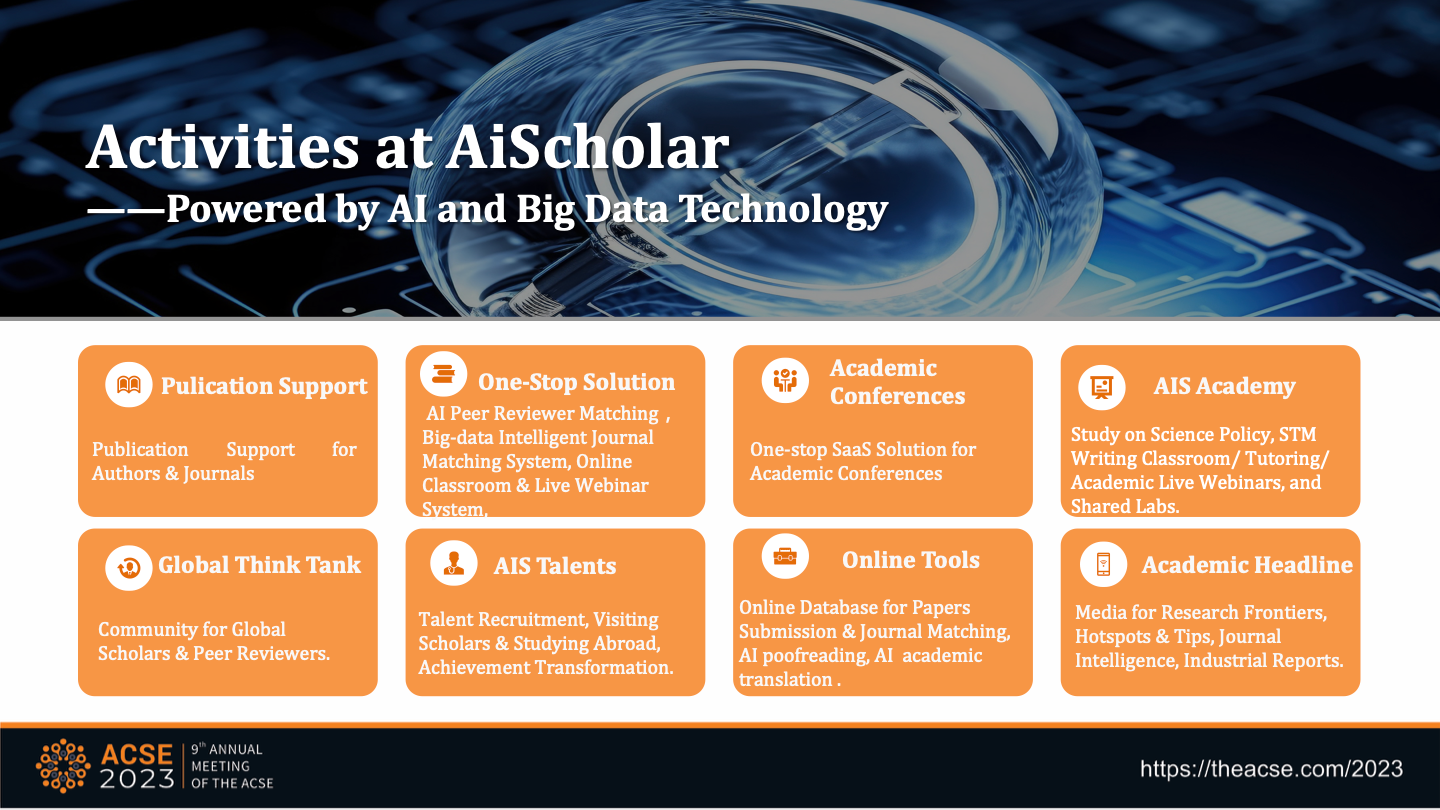 Activities at AiScholar
——Powered by AI and Big Data Technology
Pulication Support
Publication Support for
Authors & Journals
One-Stop Solution
AI Peer Reviewer Matching ,
Big-data Intelligent Journal
Matching System, Online
Classroom & Live Webinar
System,
Academic
Conferences
One-stop SaaS Solution for
Academic Conferences
AIS Academy
Study on Science Policy, STM
Writing Classroom/ Tutoring/
Academic Live Webinars, and
Shared Labs.
Global Think Tank
Community for Global
Scholars & Peer Reviewers.
AIS Talents
Talent Recruitment, Visiting
Scholars & Studying Abroad,
Achievement Transformation.
Online Tools
Online Database for Papers
Submission & Journal Matching,
AI poofreading, AI academic
translation .
Academic Headline
Media for Research Frontiers,
Hotspots & Tips, Journal
Intelligence, Industrial Reports.
ACSE
2023
9th ANNUAL
MEETING
OF THE ACSE
https://theacse.com/2023